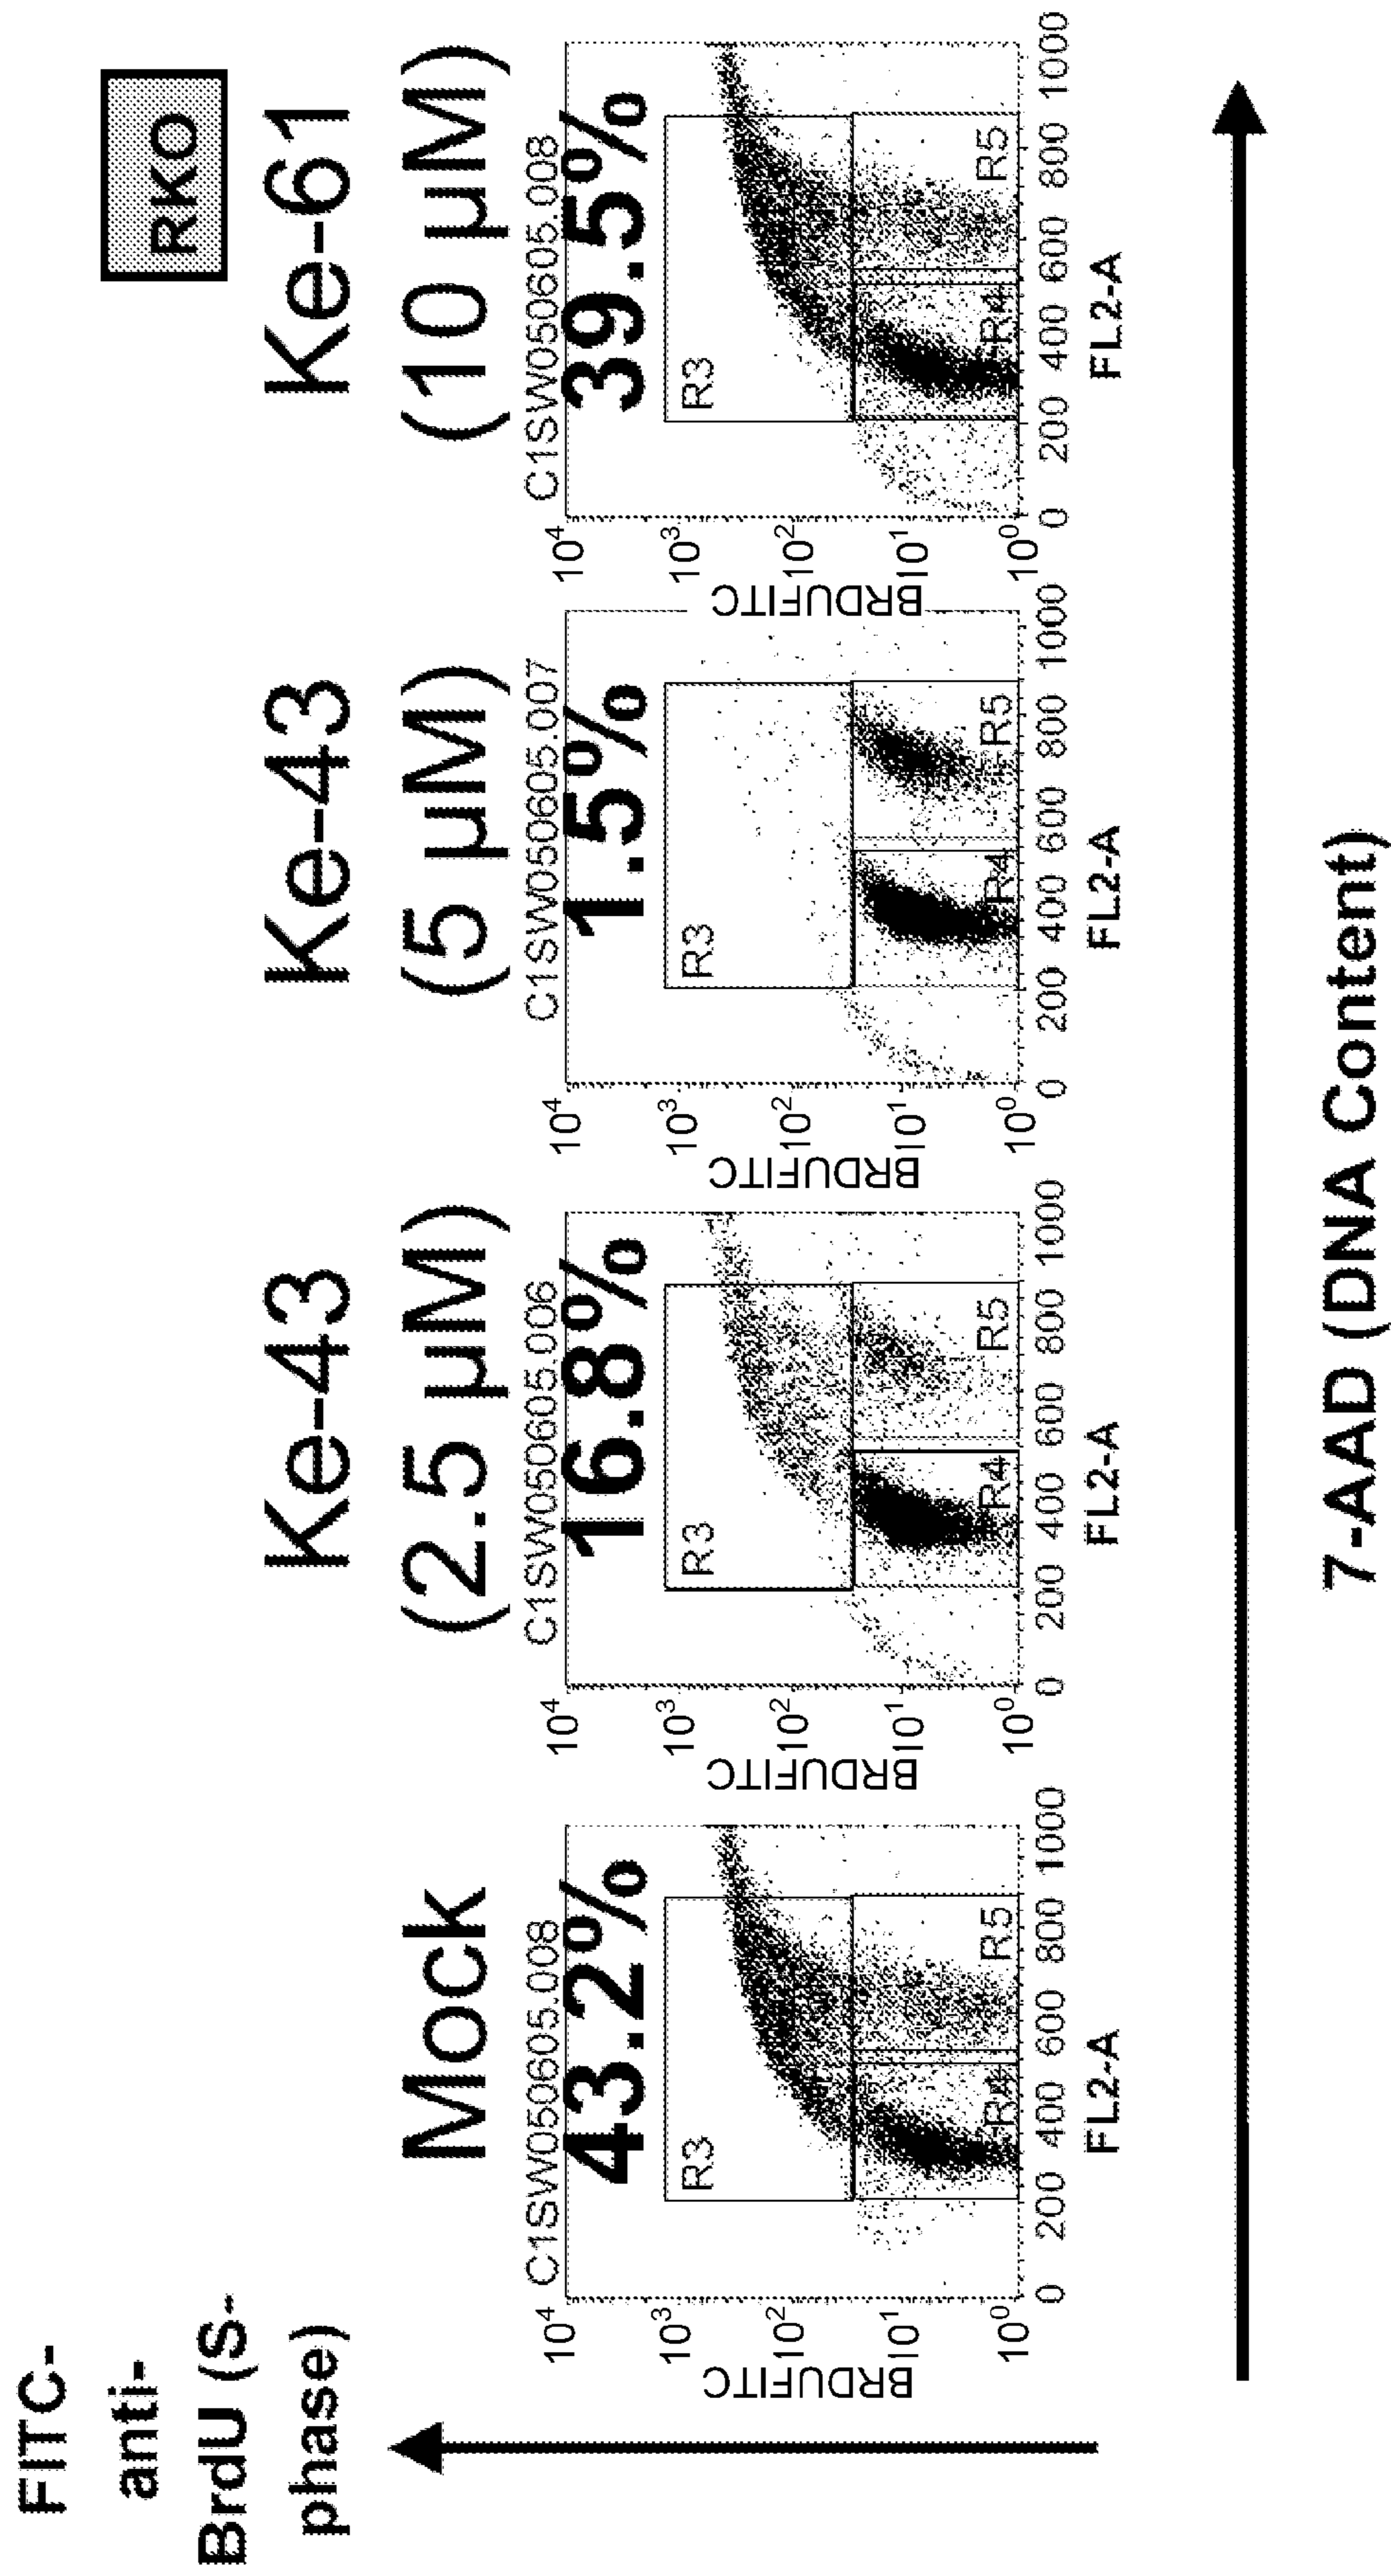 FITC-
anti-
BrdU (S-
phase)
RKO
Mock
C1SW050605.008
43.2%
R3
R4
R5
BRDUFITC
10⁴
10³
10²
10¹
10⁰
0 200 400 600 800 1000
FL2-A
Ke-43
(2.5 µM)
C1SW050605.006
16.8%
R3
R4
R5
BRDUFITC
10⁴
10³
10²
10¹
10⁰
0 200 400 600 800 1000
FL2-A
Ke-43
(5 µM)
C1SW050605.007
1.5%
R3
R4
R5
BRDUFITC
10⁴
10³
10²
10¹
10⁰
0 200 400 600 800 1000
FL2-A
Ke-61
(10 µM)
C1SW050605.008
39.5%
R3
R4
R5
BRDUFITC
10⁴
10³
10²
10¹
10⁰
0 200 400 600 800 1000
FL2-A
7-AAD (DNA Content)